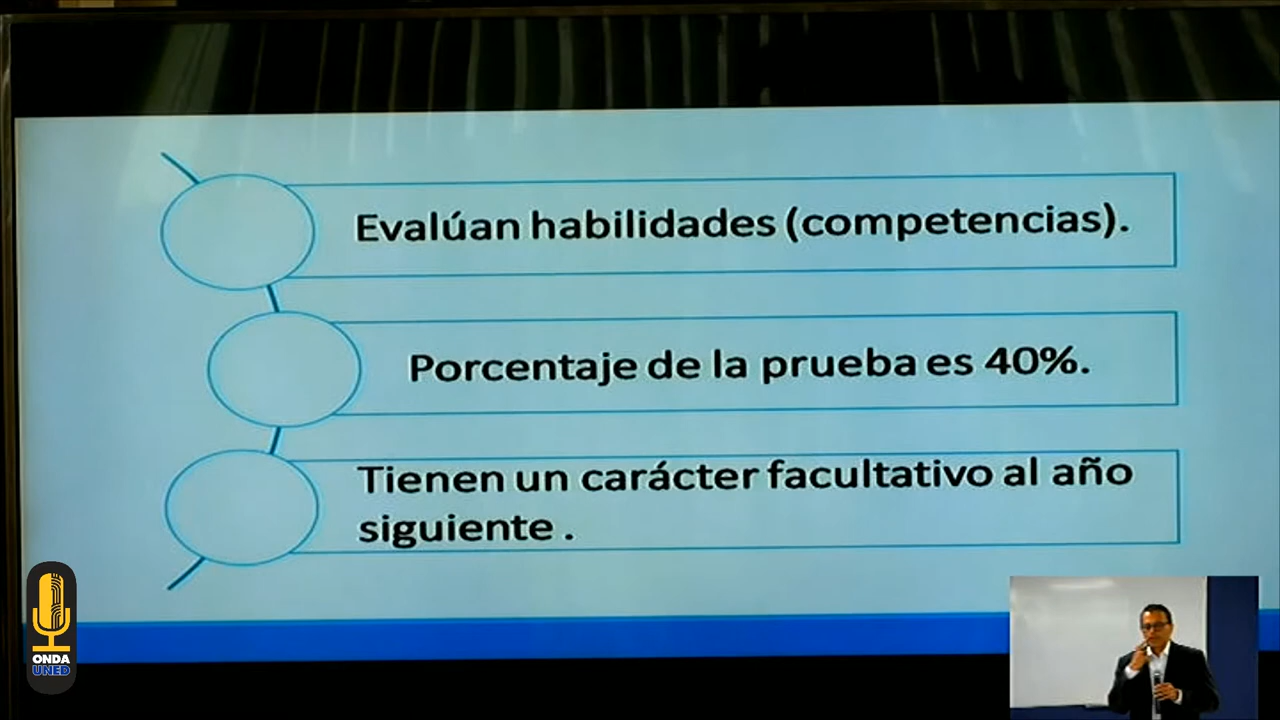 Evalúan habilidades (competencias).
Porcentaje de la prueba es 40%.
Tienen un carácter facultativo al año
siguiente .
ONDA
UNED